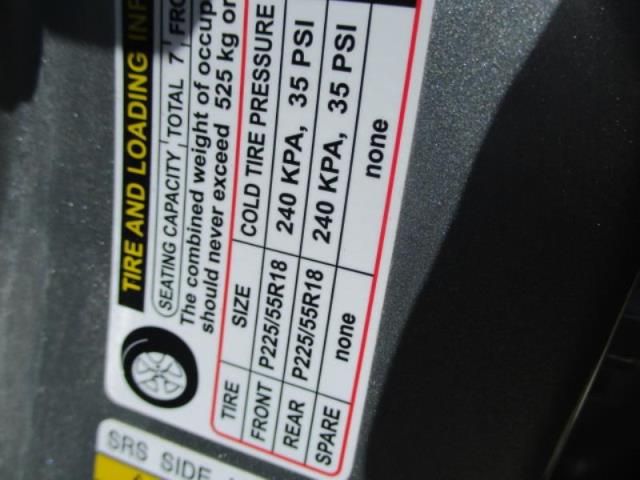 TIRE AND LOADING INF
SEATING CAPACITY TOTAL 7 FRO
The combined weight of occup
should never exceed 525 kg or
TIRE SIZE COLD TIRE PRESSURE
FRONT P225/55R18 240 KPA, 35 PSI
REAR P225/55R18 240 KPA, 35 PSI
SPARE none none
SRS SIDE